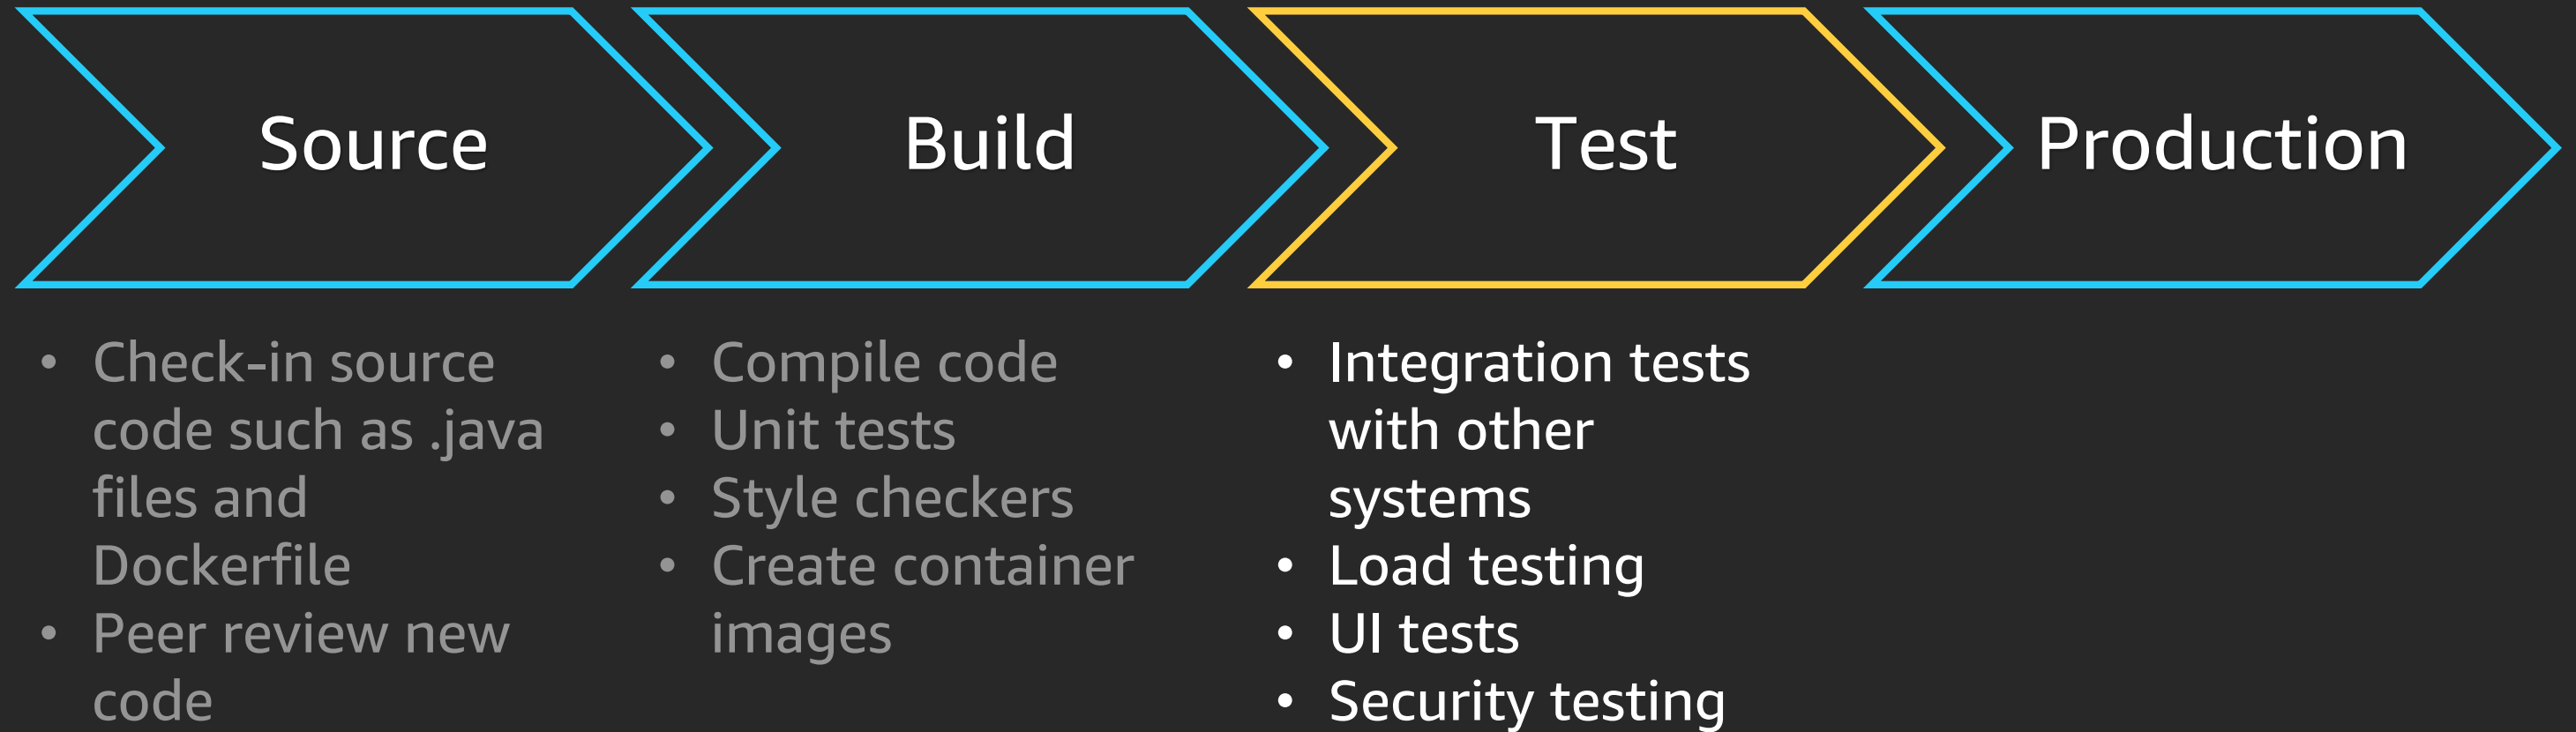 Source
Build
Test
Production
• Check-in source
code such as .java
files and
Dockerfile
• Peer review new
code
• Compile code
• Unit tests
• Style checkers
• Create container
images
• Integration tests
with other
systems
• Load testing
• UI tests
• Security testing